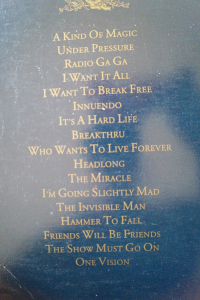 A Kind Of Magic
Under Pressure
Radio Ga Ga
I Want It All
I Want To Break Free
Innuendo
It's A Hard Life
Breakthru
Who Wants To Live Forever
Headlong
The Miracle
I'm Going Slightly Mad
The Invisible Man
Hammer To Fall
Friends Will Be Friends
The Show Must Go On
One Vision